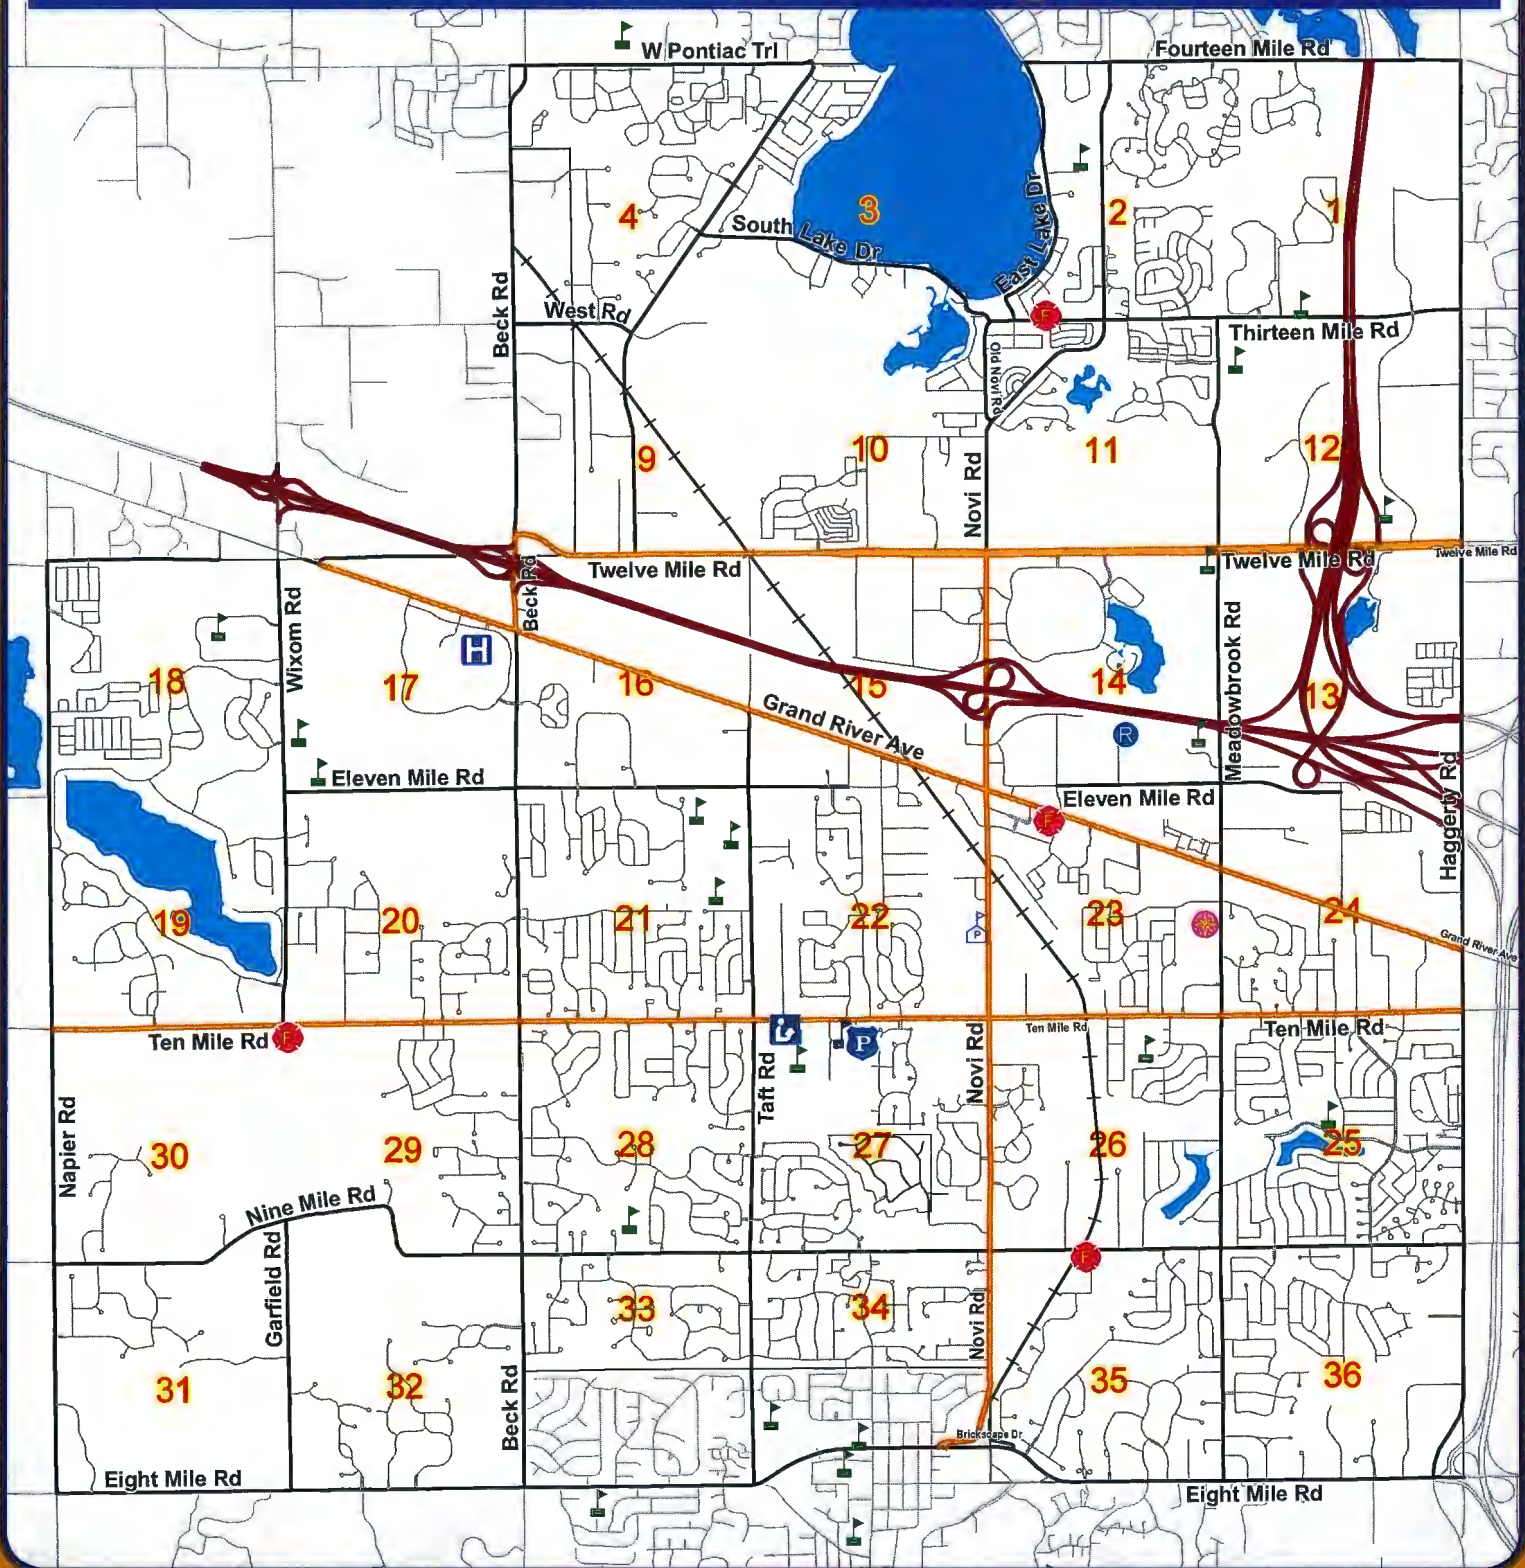 W Pontiac Trl
Fourteen Mile Rd
4
3
2
1
South Lake Dr
East Lake Dr
Beck Rd
West Rd
F
Thirteen Mile Rd
Old Novi Rd
9
10
11
12
Novi Rd
Twelve Mile Rd
Twelve Mile Rd
Twelve Mile Rd
Beck Rd
Wixom Rd
Meadowbrook Rd
H
18
17
16
15
14
13
Grand River Ave
R
Eleven Mile Rd
Eleven Mile Rd
F
Haggerty Rd
19
20
21
22
23
24
P
Grand River Ave
Ten Mile Rd
F
Ten Mile Rd
Ten Mile Rd
P
Taft Rd
Novi Rd
Napier Rd
30
29
28
27
26
25
Nine Mile Rd
Garfield Rd
F
33
34
Novi Rd
31
32
35
36
Beck Rd
Brickscape Dr
Eight Mile Rd
Eight Mile Rd